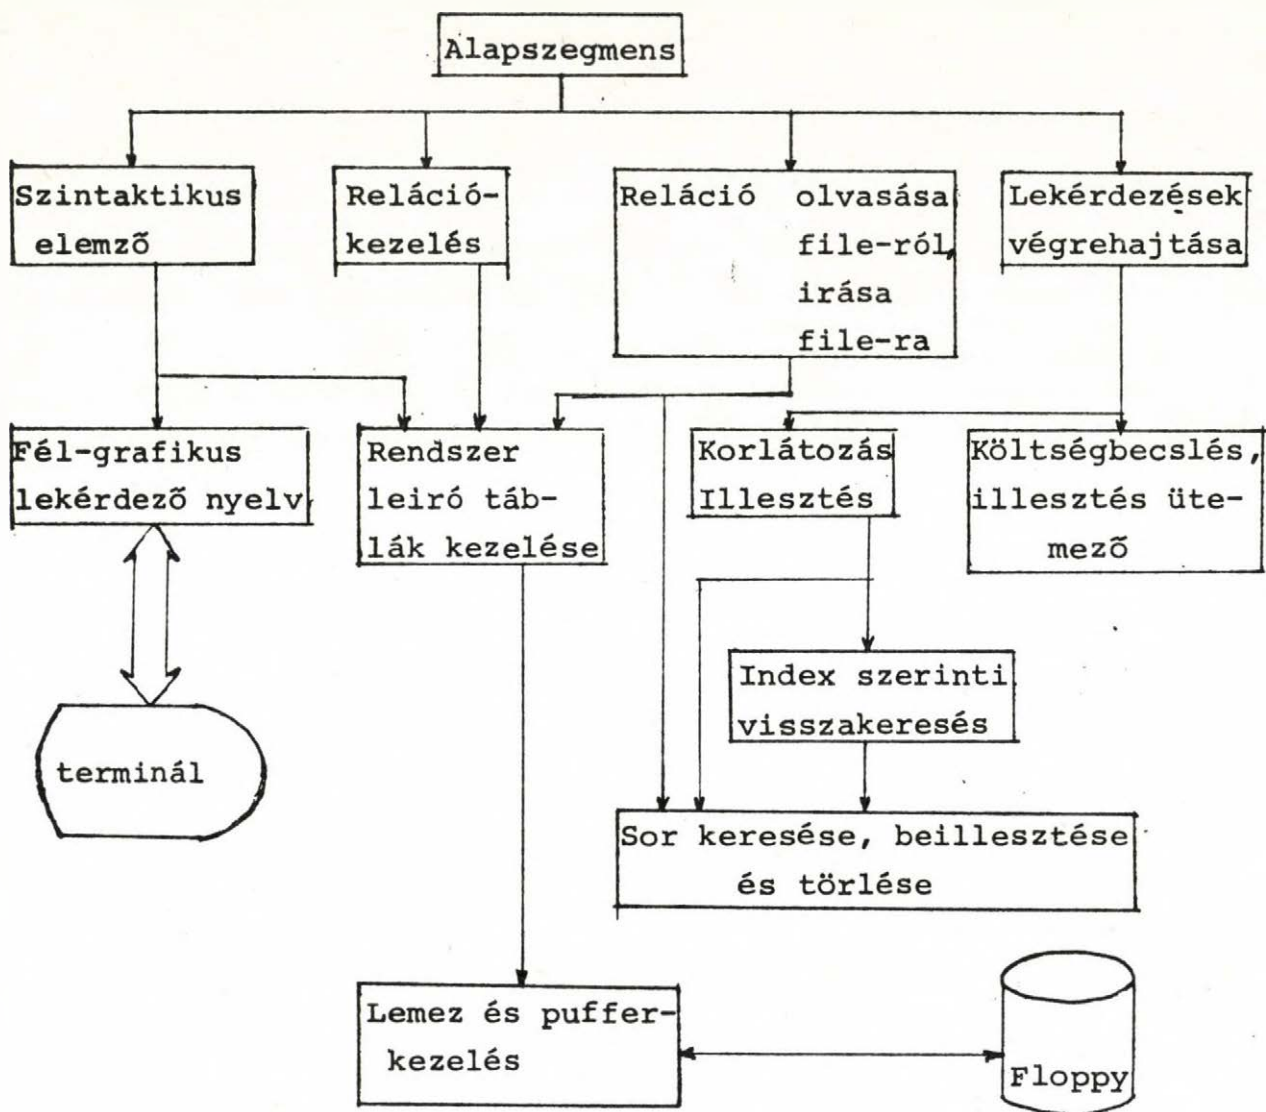 Alapszegmens
Szintaktikus
elemző
Reláció-
kezelés
Reláció olvasása
file-ról,
irása
file-ra
Lekérdezések
végrehajtása
Fél-grafikus
lekérdező nyelv
Rendszer
leiró táb-
lák kezelése
Korlátozás
Illesztés
Költségbecslés,
illesztés üte-
mező
Index szerinti
visszakeresés
terminál
Sor keresése, beillesztése
és törlése
Lemez és puffer-
kezelés
Floppy